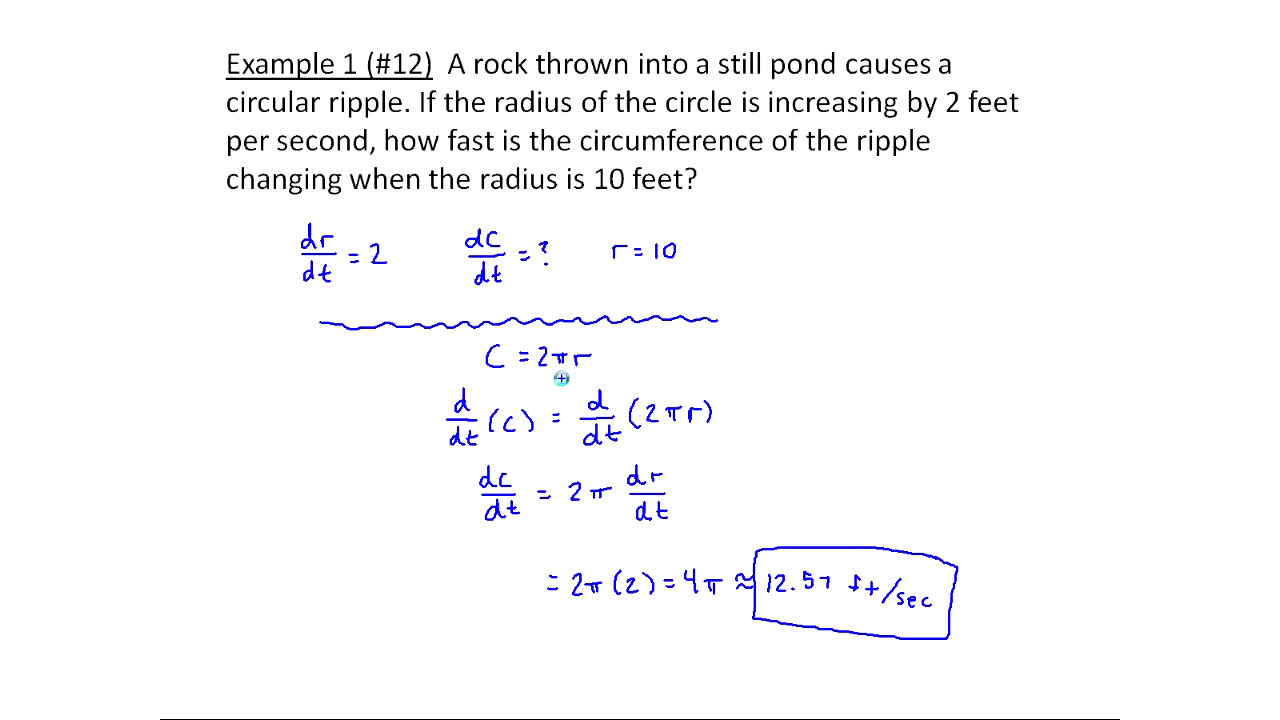 Example 1 (#12) A rock thrown into a still pond causes a
circular ripple. If the radius of the circle is increasing by 2 feet
per second, how fast is the circumference of the ripple
changing when the radius is 10 feet?
dr/dt = 2 dC/dt = ? r = 10
C = 2πr
d/dt (C) = d/dt (2πr)
dC/dt = 2π dr/dt
= 2π(2) = 4π ≈ 12.57 ft/sec